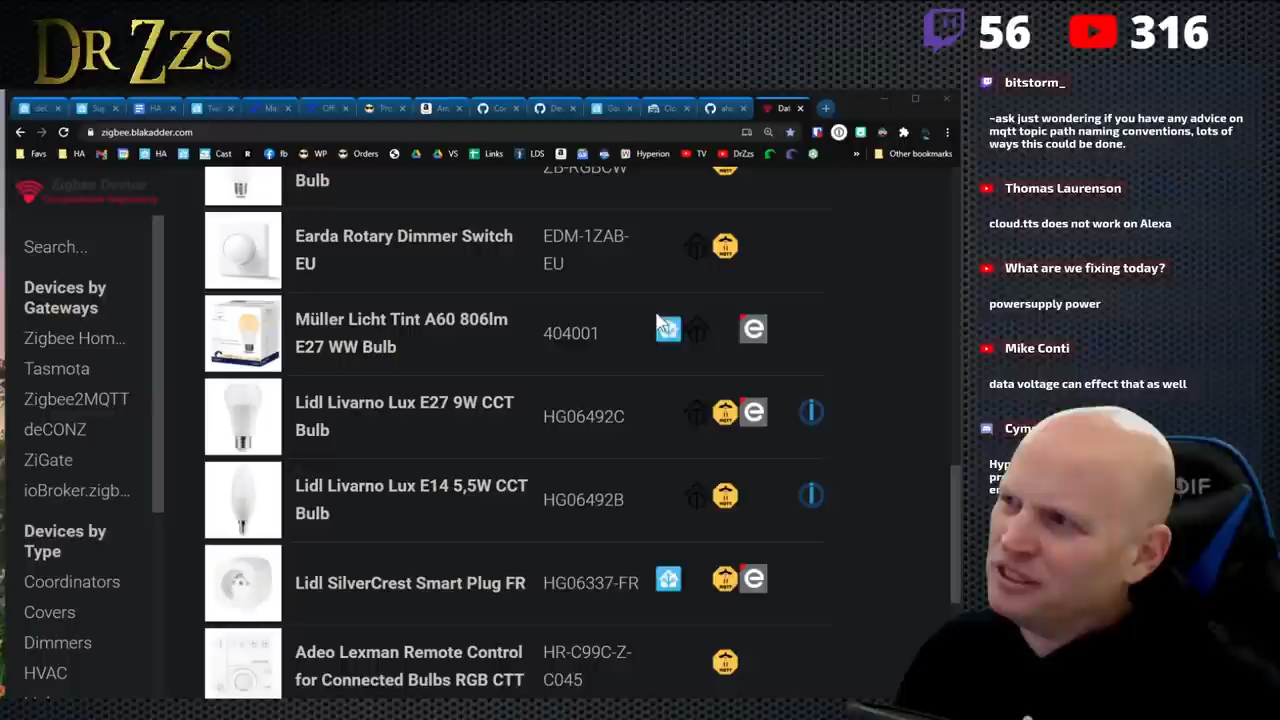 DR ZZS
56
316
bitstorm_
-ask just wondering if you have any advice on
mqtt topic path naming conventions, lots of
ways this could be done.
Thomas Laurenson
cloud.tts does not work on Alexa
What are we fixing today?
powersupply power
Mike Conti
data voltage can effect that as well
zigbee.blakadder.com
Favs
HA
HA
Cast
fb
WP
Orders
VS
Links
LDS
Hyperion
TV
DrZzs
Other bookmarks
Zigbee Device
Search...
Devices by
Gateways
Zigbee Hom...
Tasmota
Zigbee2MQTT
deCONZ
ZiGate
ioBroker.zigb...
Devices by
Type
Coordinators
Covers
Dimmers
HVAC
Bulb
ZB-RGBCW
Earda Rotary Dimmer Switch
EU
EDM-1ZAB-
EU
Müller Licht Tint A60 806lm
E27 WW Bulb
404001
Lidl Livarno Lux E27 9W CCT
Bulb
HG06492C
Lidl Livarno Lux E14 5,5W CCT
Bulb
HG06492B
Lidl SilverCrest Smart Plug FR
HG06337-FR
Adeo Lexman Remote Control
for Connected Bulbs RGB CTT
HR-C99C-Z-
C045